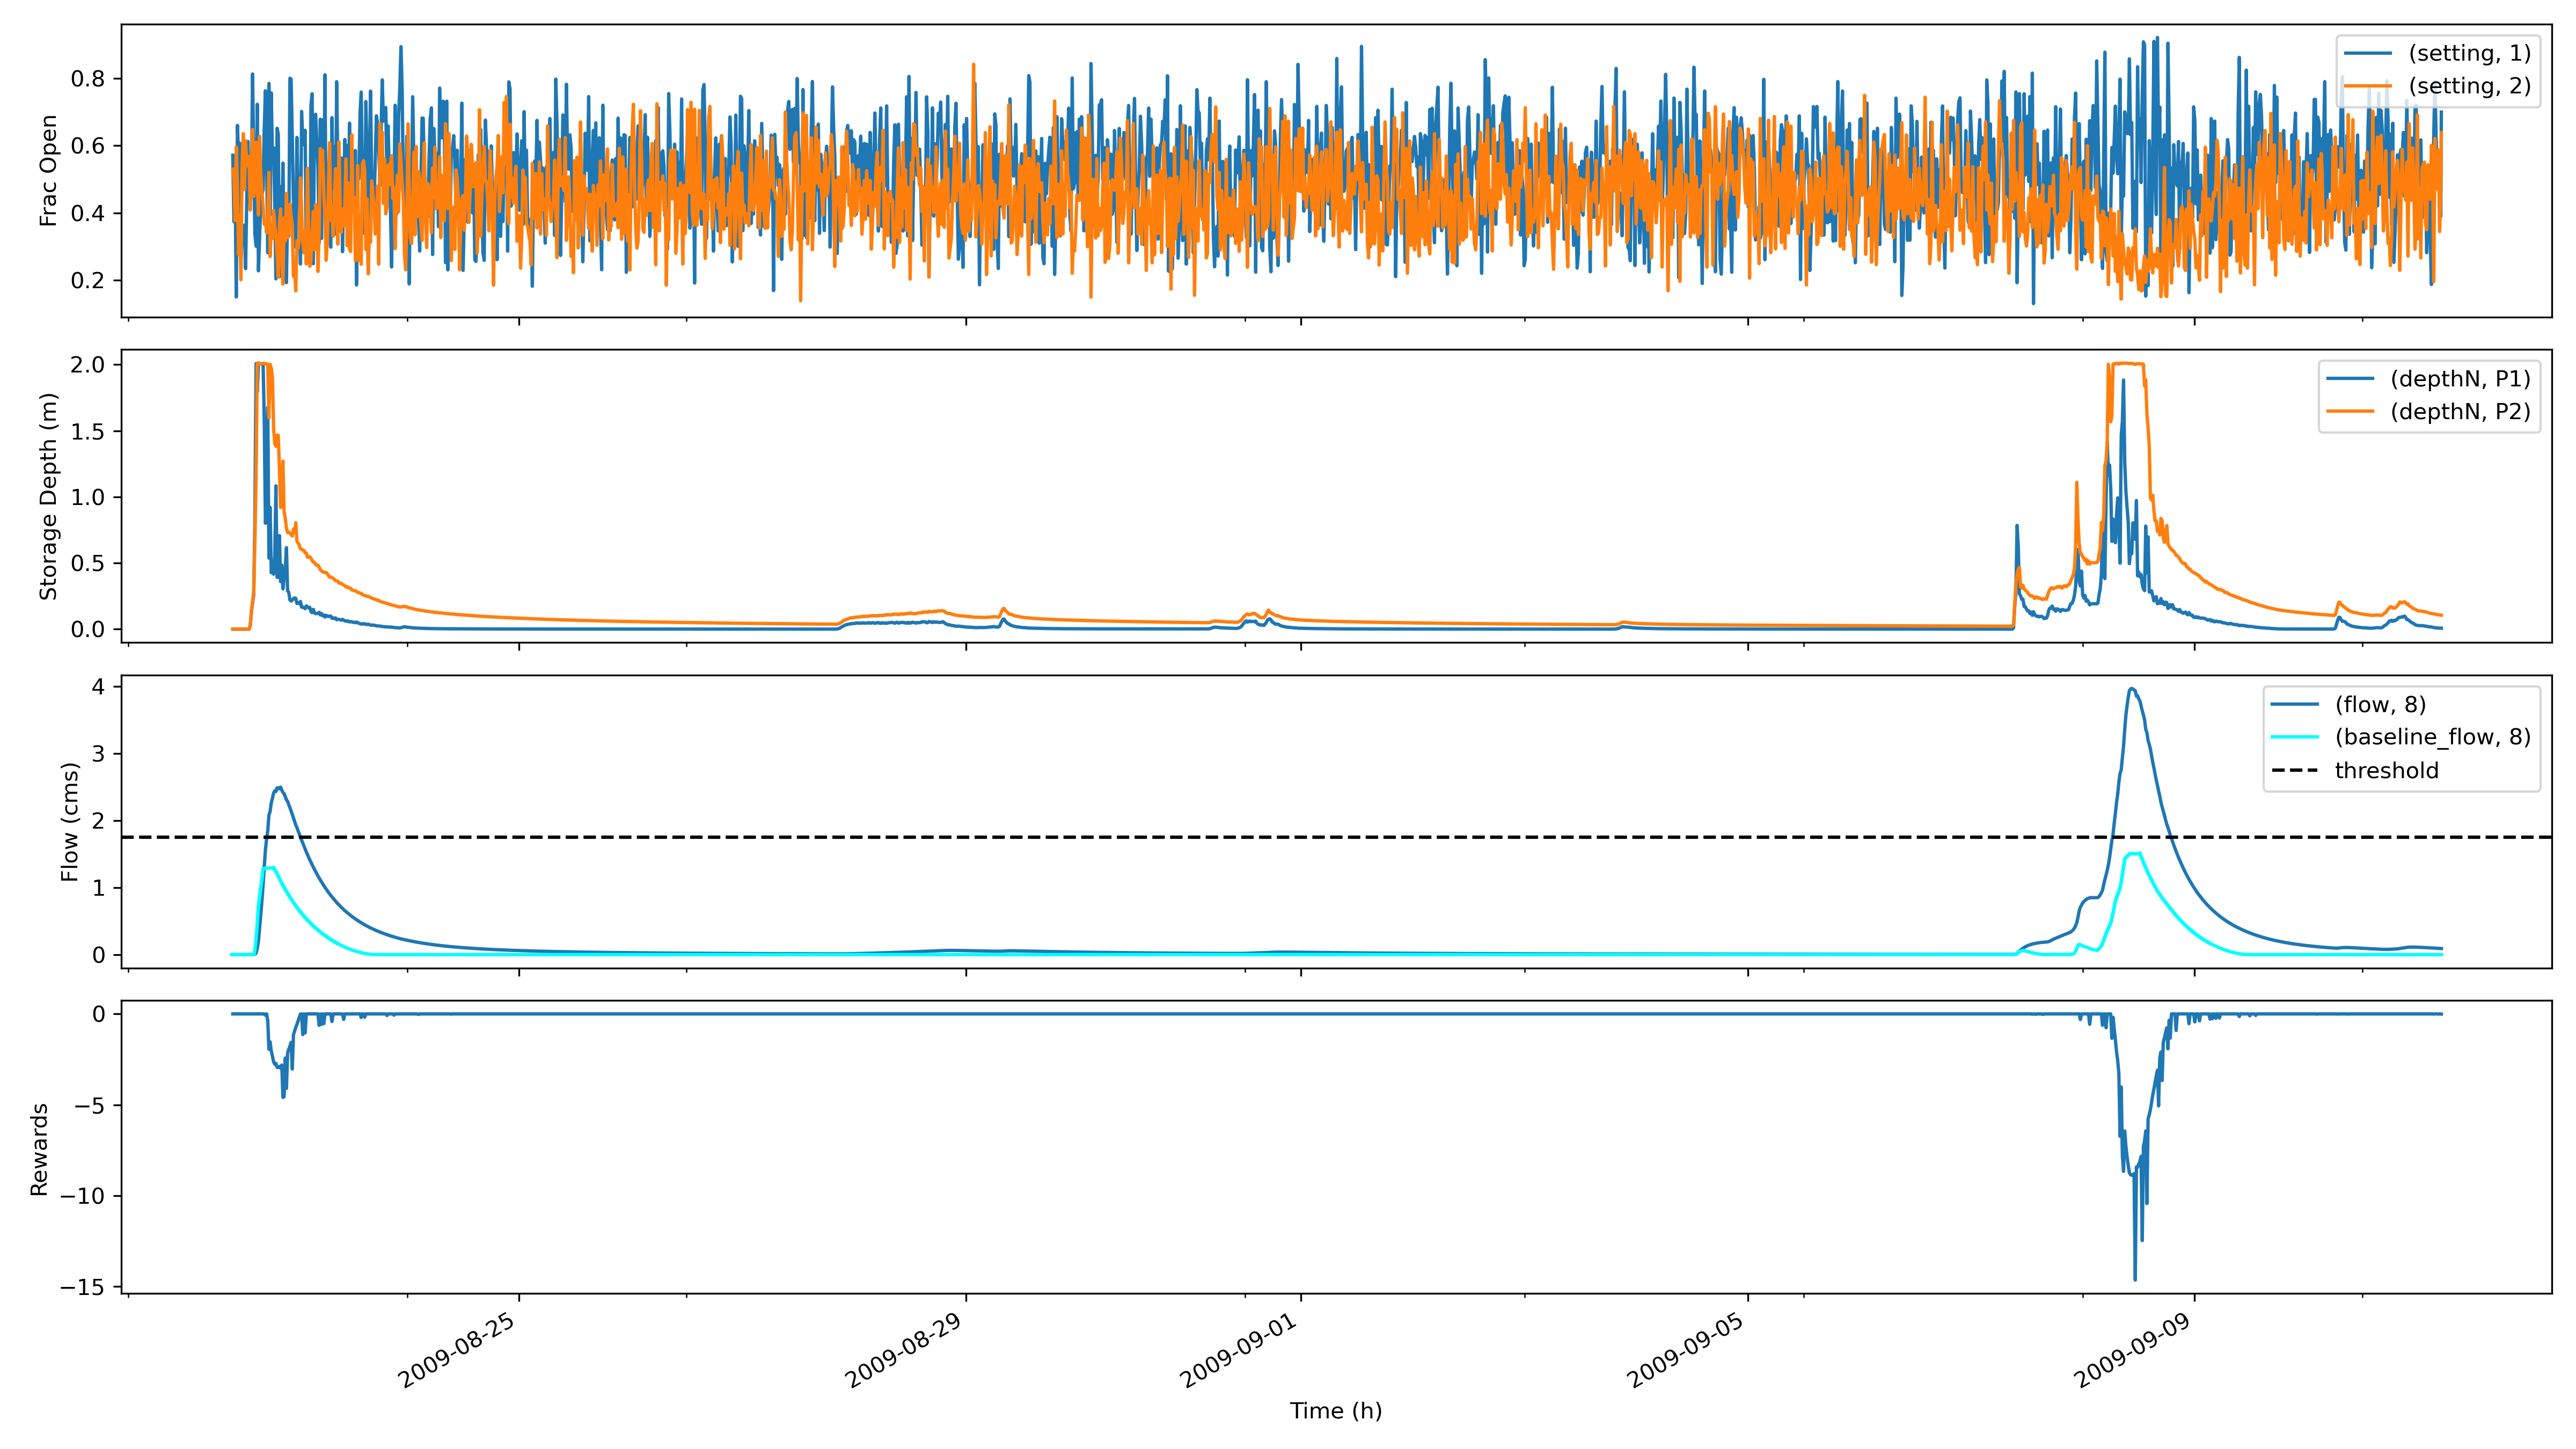 Frac Open
0.8
0.6
0.4
0.2
(setting, 1)
(setting, 2)
Storage Depth (m)
2.0
1.5
1.0
0.5
0.0
(depthN, P1)
(depthN, P2)
Flow (cms)
4
3
2
1
0
(flow, 8)
(baseline_flow, 8)
threshold
Rewards
0
−5
−10
−15
2009-08-25
2009-08-29
2009-09-01
2009-09-05
2009-09-09
Time (h)